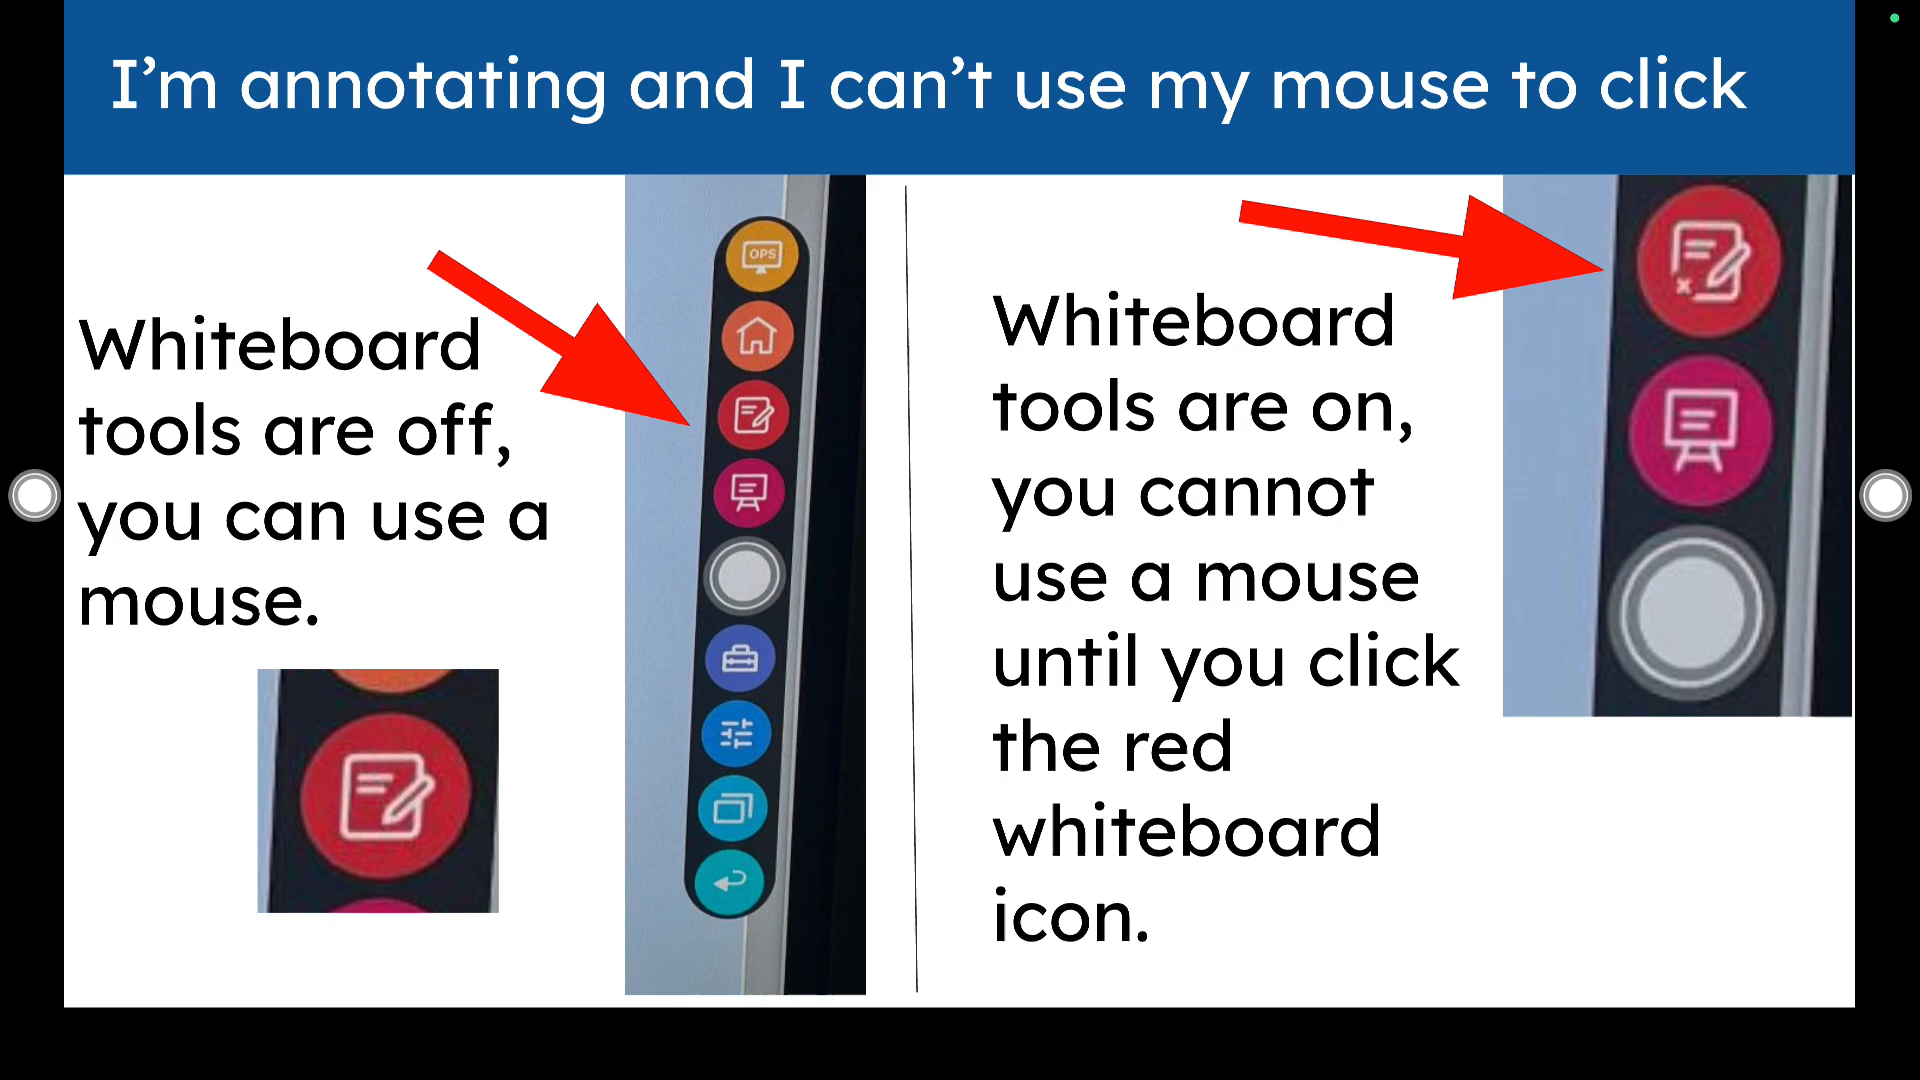 I’m annotating and I can’t use my mouse to click
Whiteboard
tools are off,
you can use a
mouse.
OPS
Whiteboard
tools are on,
you cannot
use a mouse
until you click
the red
whiteboard
icon.